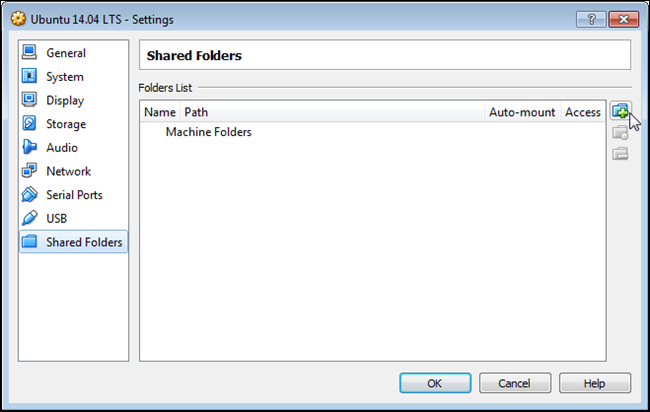 Ubuntu 14.04 LTS - Settings
General
System
Display
Storage
Audio
Network
Serial Ports
USB
Shared Folders
Shared Folders
Folders List
Name Path Auto-mount Access
Machine Folders
OK Cancel Help